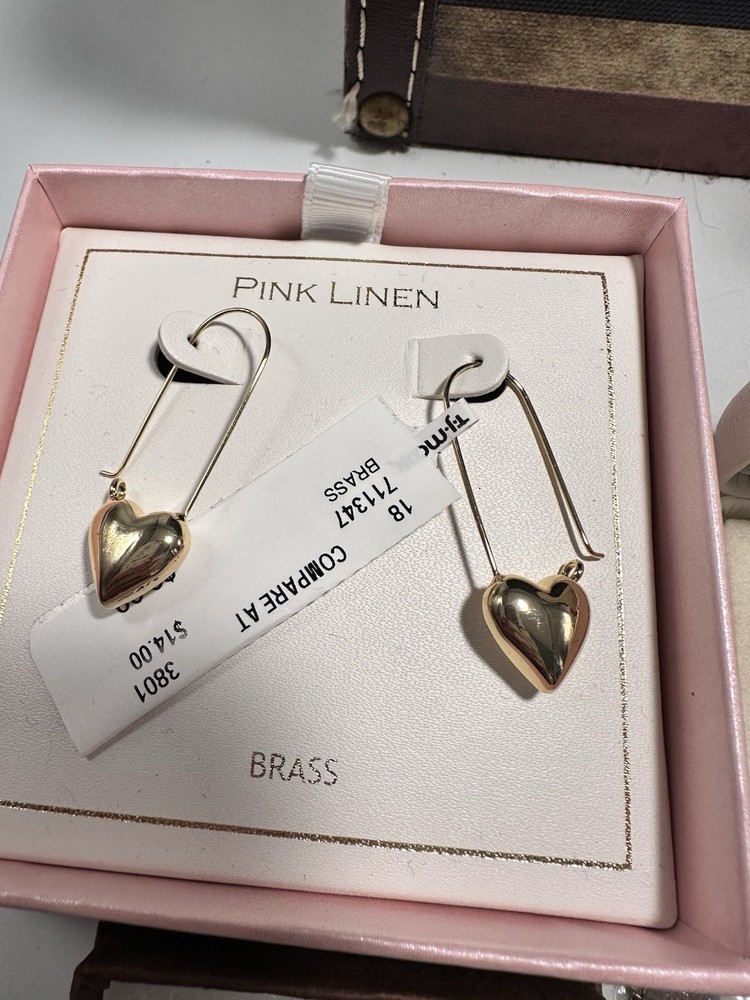 PINK LINEN
18
711347
BRASS
COMPARE AT
3801
$14.00
BRASS